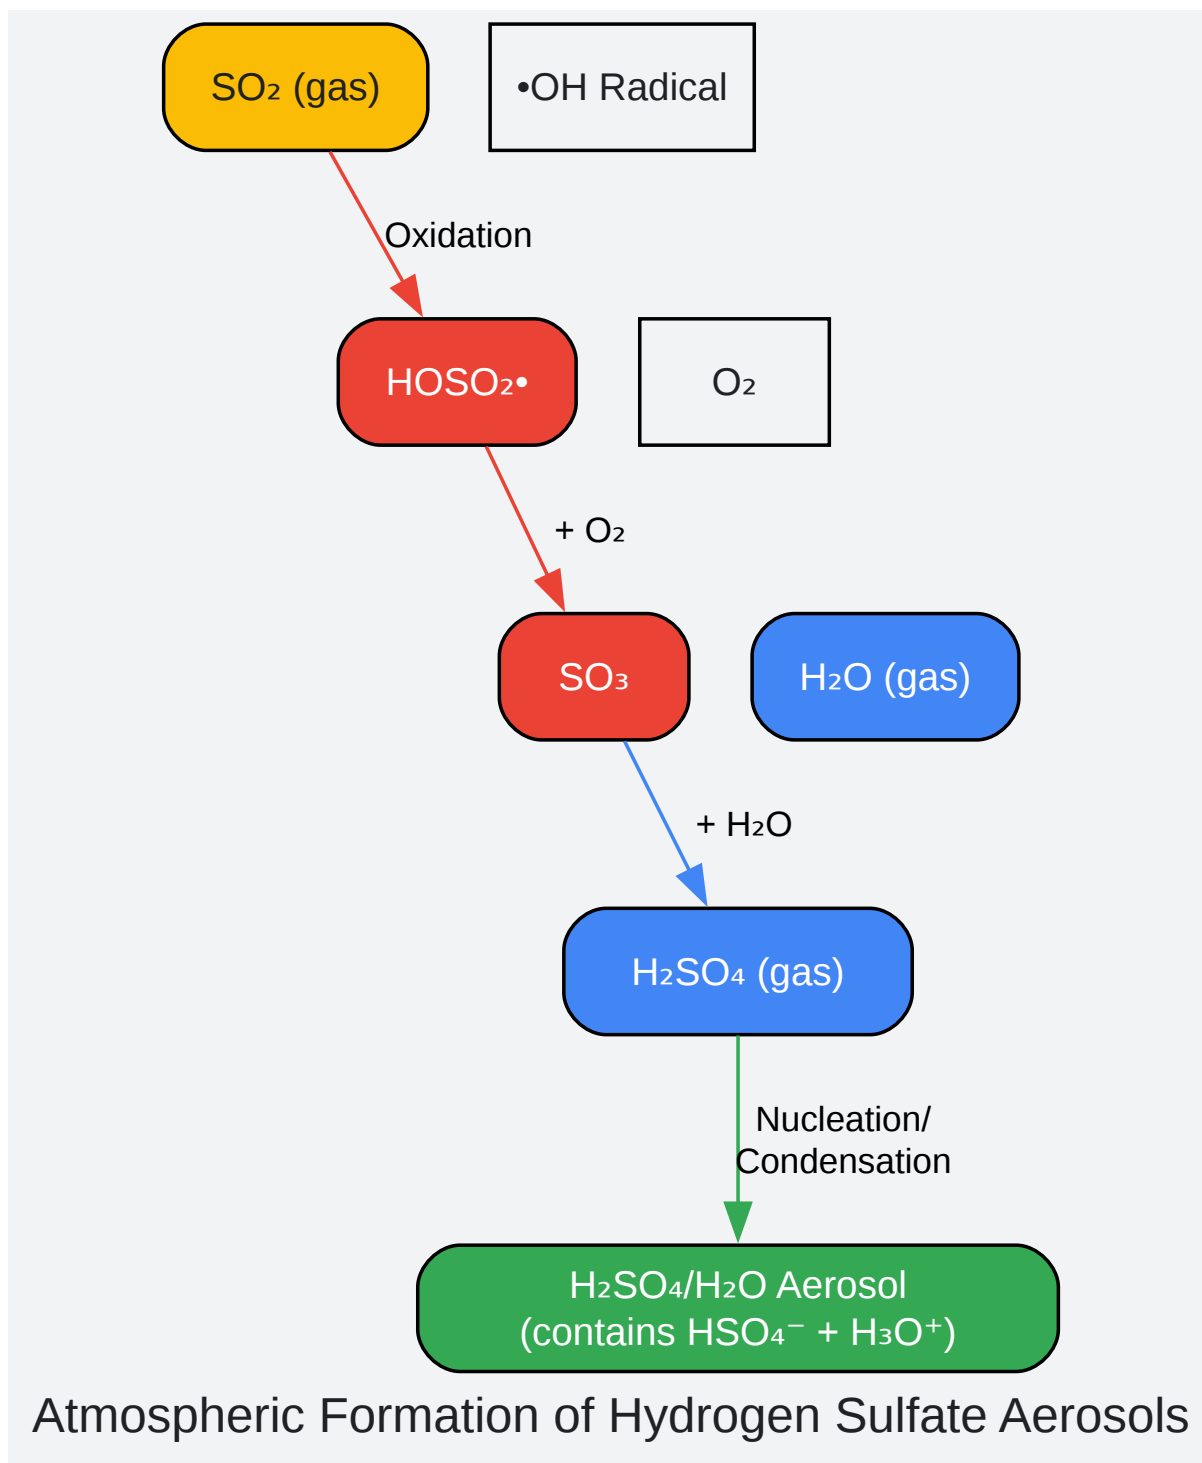 SO₂ (gas)
•OH Radical
Oxidation
HOSO₂•
O₂
+ O₂
SO₃
H₂O (gas)
+ H₂O
H₂SO₄ (gas)
Nucleation/
Condensation
H₂SO₄/H₂O Aerosol
(contains HSO₄⁻ + H₃O⁺)
Atmospheric Formation of Hydrogen Sulfate Aerosols